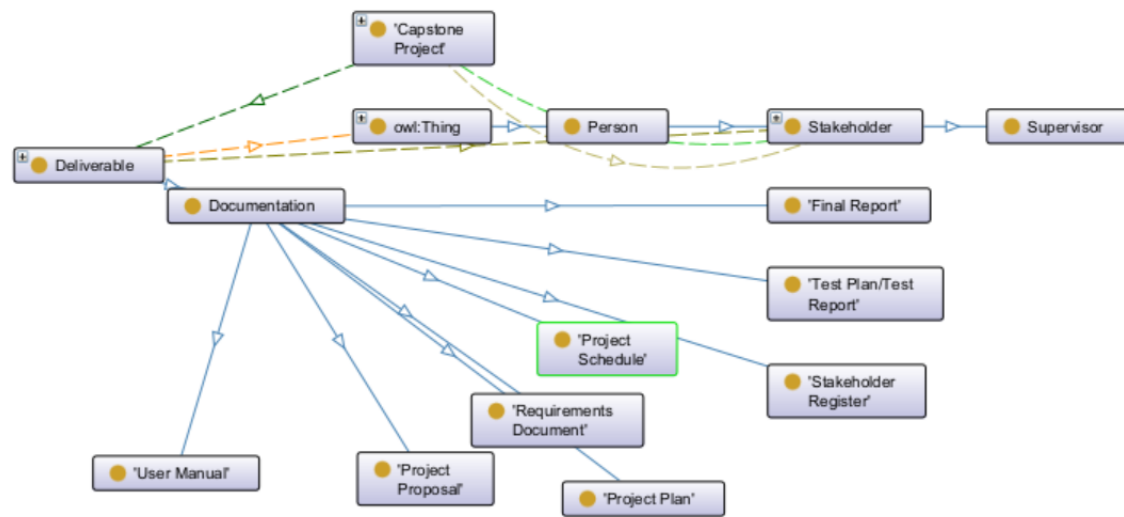 'Capstone
Project'
owl:Thing
Person
Stakeholder
Supervisor
Deliverable
Documentation
'Final Report'
'Test Plan/Test
Report'
'Project
Schedule'
'Stakeholder
Register'
'Requirements
Document'
'User Manual'
'Project
Proposal'
'Project Plan'